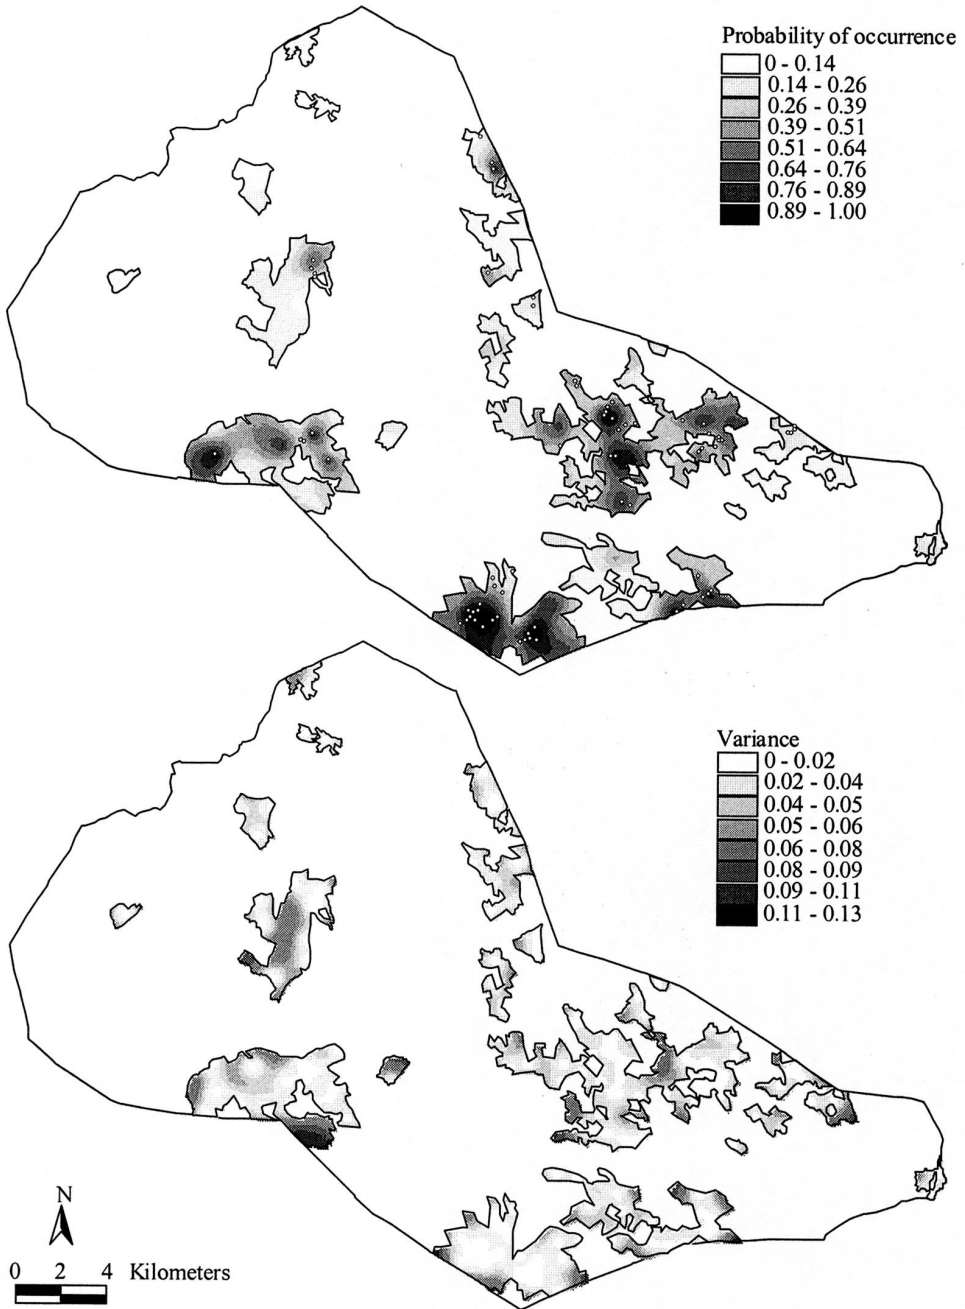 Probability of occurrence
0 - 0.14
0.14 - 0.26
0.26 - 0.39
0.39 - 0.51
0.51 - 0.64
0.64 - 0.76
0.76 - 0.89
0.89 - 1.00
Variance
0 - 0.02
0.02 - 0.04
0.04 - 0.05
0.05 - 0.06
0.06 - 0.08
0.08 - 0.09
0.09 - 0.11
0.11 - 0.13
N
0 2 4 Kilometers